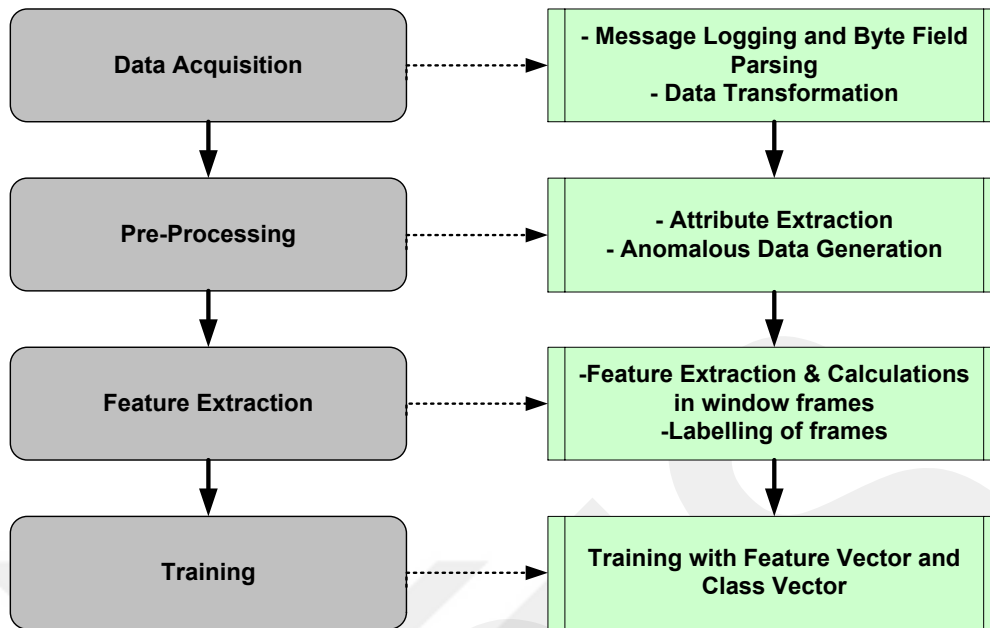 Data Acquisition
- Message Logging and Byte Field
Parsing
- Data Transformation
Pre-Processing
- Attribute Extraction
- Anomalous Data Generation
Feature Extraction
-Feature Extraction & Calculations
in window frames
-Labelling of frames
Training
Training with Feature Vector and
Class Vector